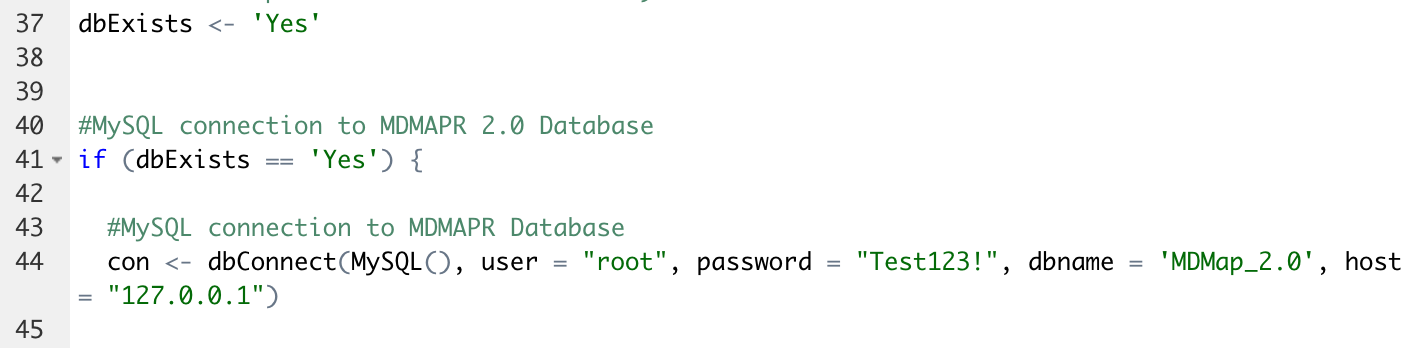 37 dbExists <- 'Yes'
38
39
40 #MySQL connection to MDMAPR 2.0 Database
41 if (dbExists == 'Yes') {
42
43 #MySQL connection to MDMAPR Database
44 con <- dbConnect(MySQL(), user = "root", password = "Test123!", dbname = 'MDMap_2.0', host
= "127.0.0.1")
45